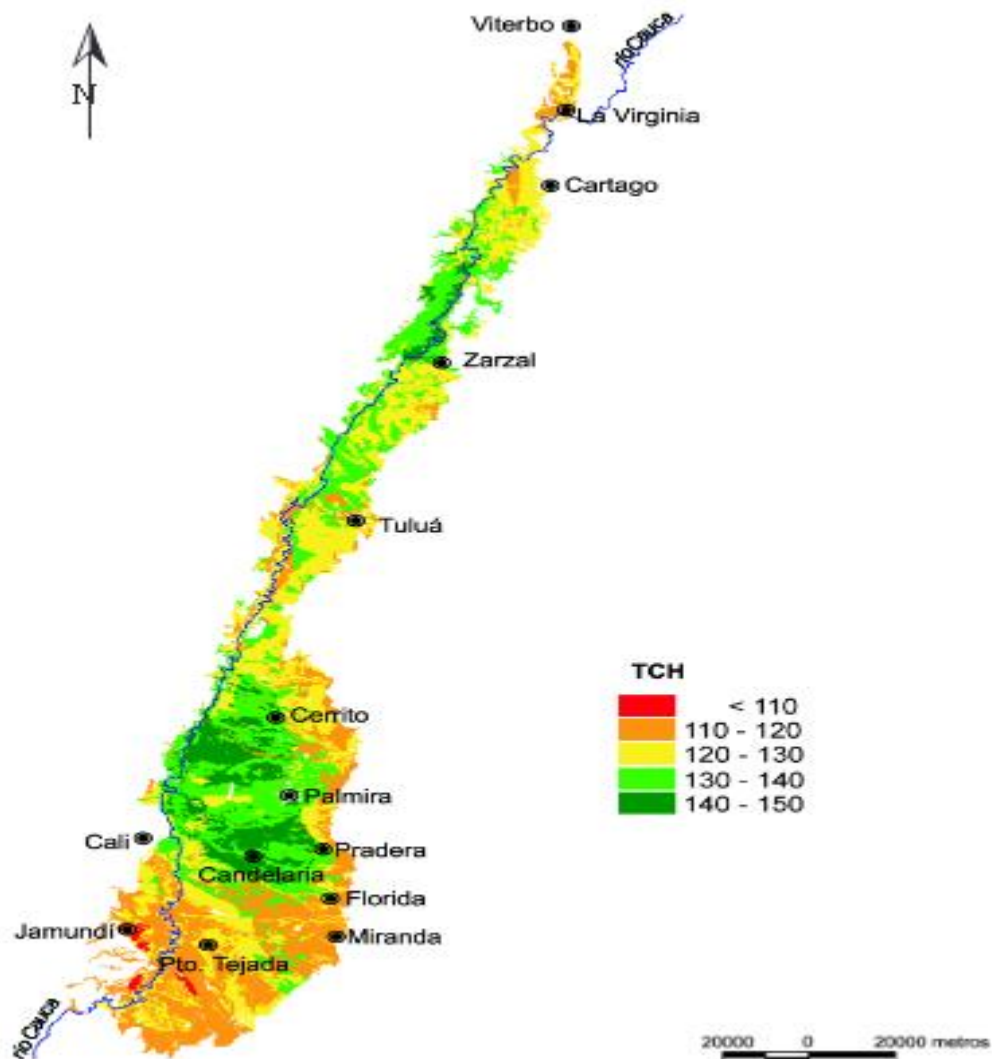 Viterbo
río Cauca
N
La Virginia
Cartago
Zarzal
Tuluá
TCH
< 110
110 - 120
120 - 130
130 - 140
140 - 150
Cerrito
Palmira
Cali
Pradera
Candelaria
Florida
Jamundí
Miranda
Pto. Tejada
río Cauca
20000 0 20000 metros